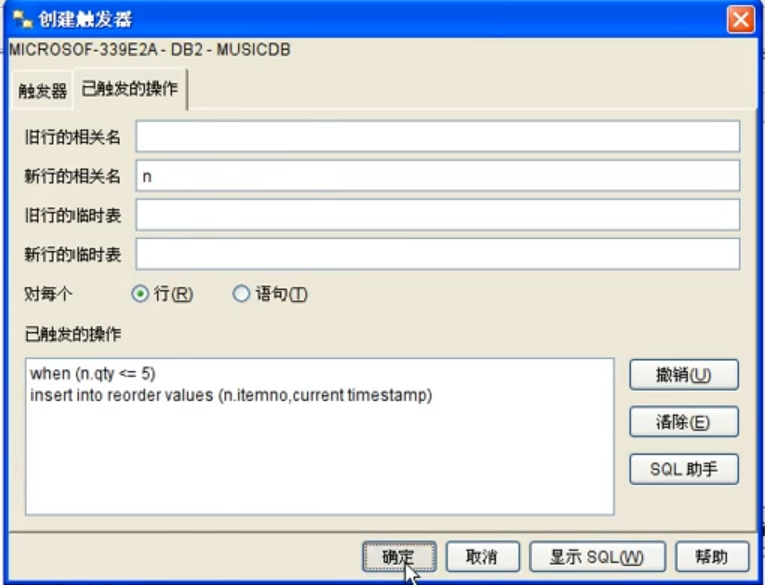 创建触发器
MICROSOF-339E2A - DB2 - MUSICDB
触发器 已触发的操作
旧行的相关名
新行的相关名 n
旧行的临时表
新行的临时表
对每个 行(R) 语句(T)
已触发的操作
when (n.qty <= 5)
insert into reorder values (n.itemno,current timestamp)
撤销(U)
清除(E)
SQL 助手
确定 取消 显示 SQL(W) 帮助